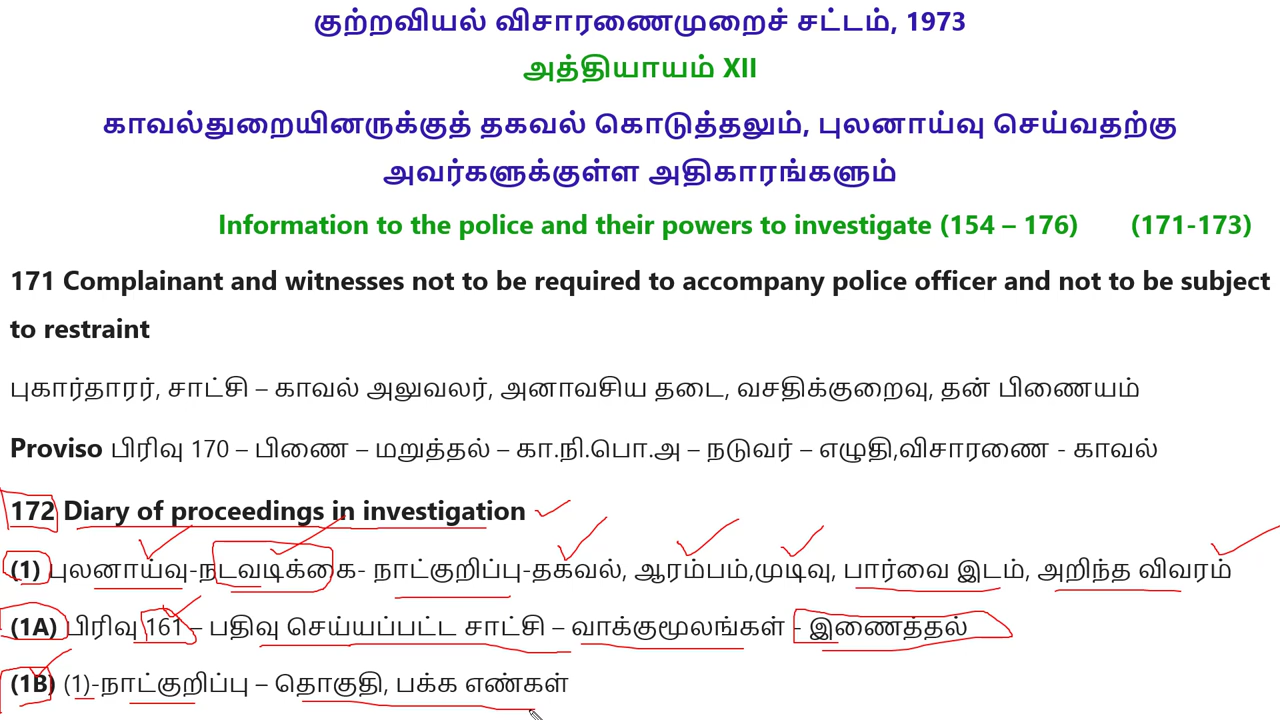 குற்றவியல் விசாரணைமுறைச் சட்டம், 1973
அத்தியாயம் XII
காவல்துறையினருக்குத் தகவல் கொடுத்தலும், புலனாய்வு செய்வதற்கு
அவர்களுக்குள்ள அதிகாரங்களும்
Information to the police and their powers to investigate (154 – 176) (171-173)
171 Complainant and witnesses not to be required to accompany police officer and not to be subject
to restraint
புகார்தாரர், சாட்சி – காவல் அலுவலர், அனாவசிய தடை, வசதிக்குறைவு, தன் பிணையம்
Proviso பிரிவு 170 – பிணை – மறுத்தல் – கா.நி.பொ.அ – நடுவர் – எழுதி,விசாரணை - காவல்
172 Diary of proceedings in investigation
(1) புலனாய்வு-நடவடிக்கை- நாட்குறிப்பு-தகவல், ஆரம்பம்,முடிவு, பார்வை இடம், அறிந்த விவரம்
(1A) பிரிவு 161 – பதிவு செய்யப்பட்ட சாட்சி – வாக்குமூலங்கள் - இணைத்தல்
(1B) (1)-நாட்குறிப்பு – தொகுதி, பக்க எண்கள்